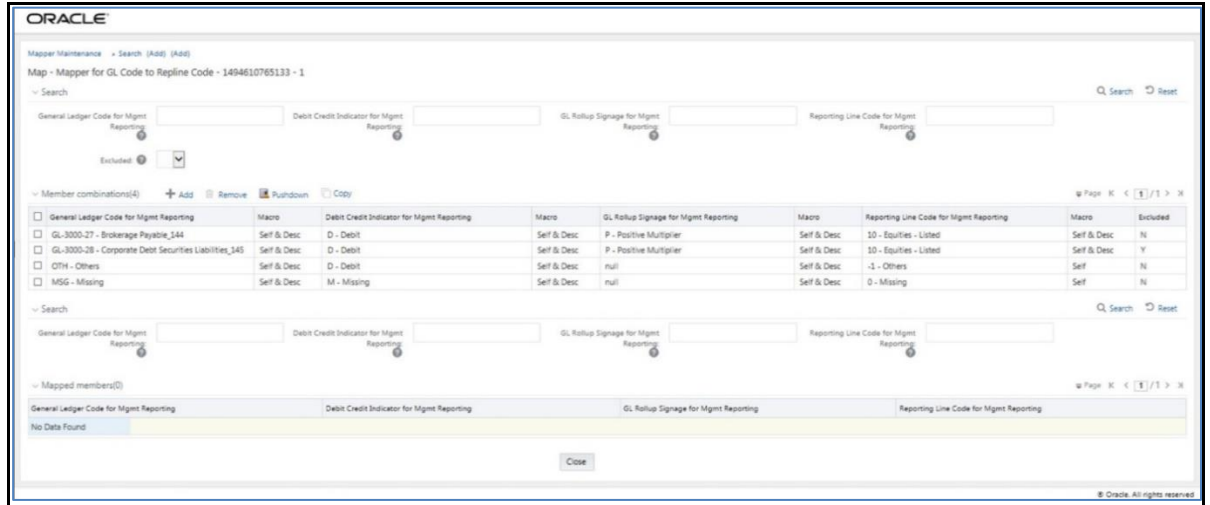 ORACLE
Mapper Maintenance » Search (Add) (Add)
Map - Mapper for GL Code to Repline Code - 1494610765133 - 1
Search
Search Reset
General Ledger Code for Mgmt Reporting:
Debit Credit Indicator for Mgmt Reporting:
GL Rollup Signage for Mgmt Reporting:
Reporting Line Code for Mgmt Reporting:
Excluded:
Member combinations(4) Add Remove Pushdown Copy Page 1 / 1
General Ledger Code for Mgmt Reporting Macro Debit Credit Indicator for Mgmt Reporting Macro GL Rollup Signage for Mgmt Reporting Macro Reporting Line Code for Mgmt Reporting Macro Excluded
GL-3000-27 - Brokerage Payable_144 Self & Desc D - Debit Self & Desc P - Positive Multiplier Self & Desc 10 - Equities - Listed Self & Desc N
GL-3000-28 - Corporate Debt Securities Liabilities_145 Self & Desc D - Debit Self & Desc P - Positive Multiplier Self & Desc 10 - Equities - Listed Self & Desc Y
OTH - Others Self & Desc D - Debit Self & Desc null Self & Desc -1 - Others Self N
MSG - Missing Self & Desc M - Missing Self & Desc null Self & Desc 0 - Missing Self N
Search
Search Reset
General Ledger Code for Mgmt Reporting:
Debit Credit Indicator for Mgmt Reporting:
GL Rollup Signage for Mgmt Reporting:
Reporting Line Code for Mgmt Reporting:
Mapped members(0) Page 1 / 1
General Ledger Code for Mgmt Reporting Debit Credit Indicator for Mgmt Reporting GL Rollup Signage for Mgmt Reporting Reporting Line Code for Mgmt Reporting
No Data Found
Close
© Oracle. All rights reserved